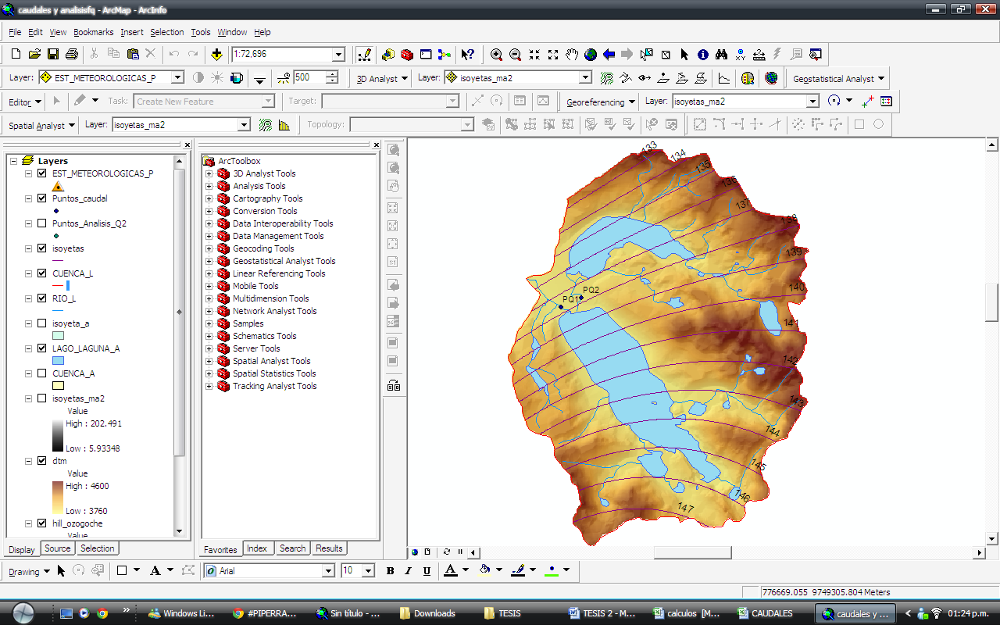 caudales y analisisfq - ArcMap - ArcInfo
File Edit View Bookmarks Insert Selection Tools Window Help
1:72,696
Layer: EST_METEOROLOGICAS_P 500 3D Analyst Layer: isoyetas_ma2 Geostatistical Analyst
Editor Task: Create New Feature Target: Georeferencing Layer: isoyetas_ma2
Spatial Analyst Layer: isoyetas_ma2 Topology:
Layers
EST_METEOROLOGICAS_P
Puntos_caudal
Puntos_Analisis_Q2
isoyetas
CUENCA_L
RIO_L
isoyeta_a
LAGO_LAGUNA_A
CUENCA_A
isoyetas_ma2
Value
High : 202.491
Low : 5.93348
dtm
Value
High : 4600
Low : 3760
hill_ozogoche
Value
Display Source Selection
ArcToolbox
3D Analyst Tools
Analysis Tools
Cartography Tools
Conversion Tools
Data Interoperability Tools
Data Management Tools
Geocoding Tools
Geostatistical Analyst Tools
Linear Referencing Tools
Mobile Tools
Multidimension Tools
Network Analyst Tools
Samples
Schematics Tools
Server Tools
Spatial Analyst Tools
Spatial Statistics Tools
Tracking Analyst Tools
Favorites Index Search Results
1:1
133
134
135
136
137
138
139
140
141
142
143
144
145
146
147
PQ2
PQ1
Drawing A Arial 10 B I U A
776669.055 9749305.804 Meters
Windows Li... #PIPERRA... Sin título - ... Downloads TESIS TESIS 2 - M... calculos [M... CAUDALES caudales y ... 01:24 p.m.